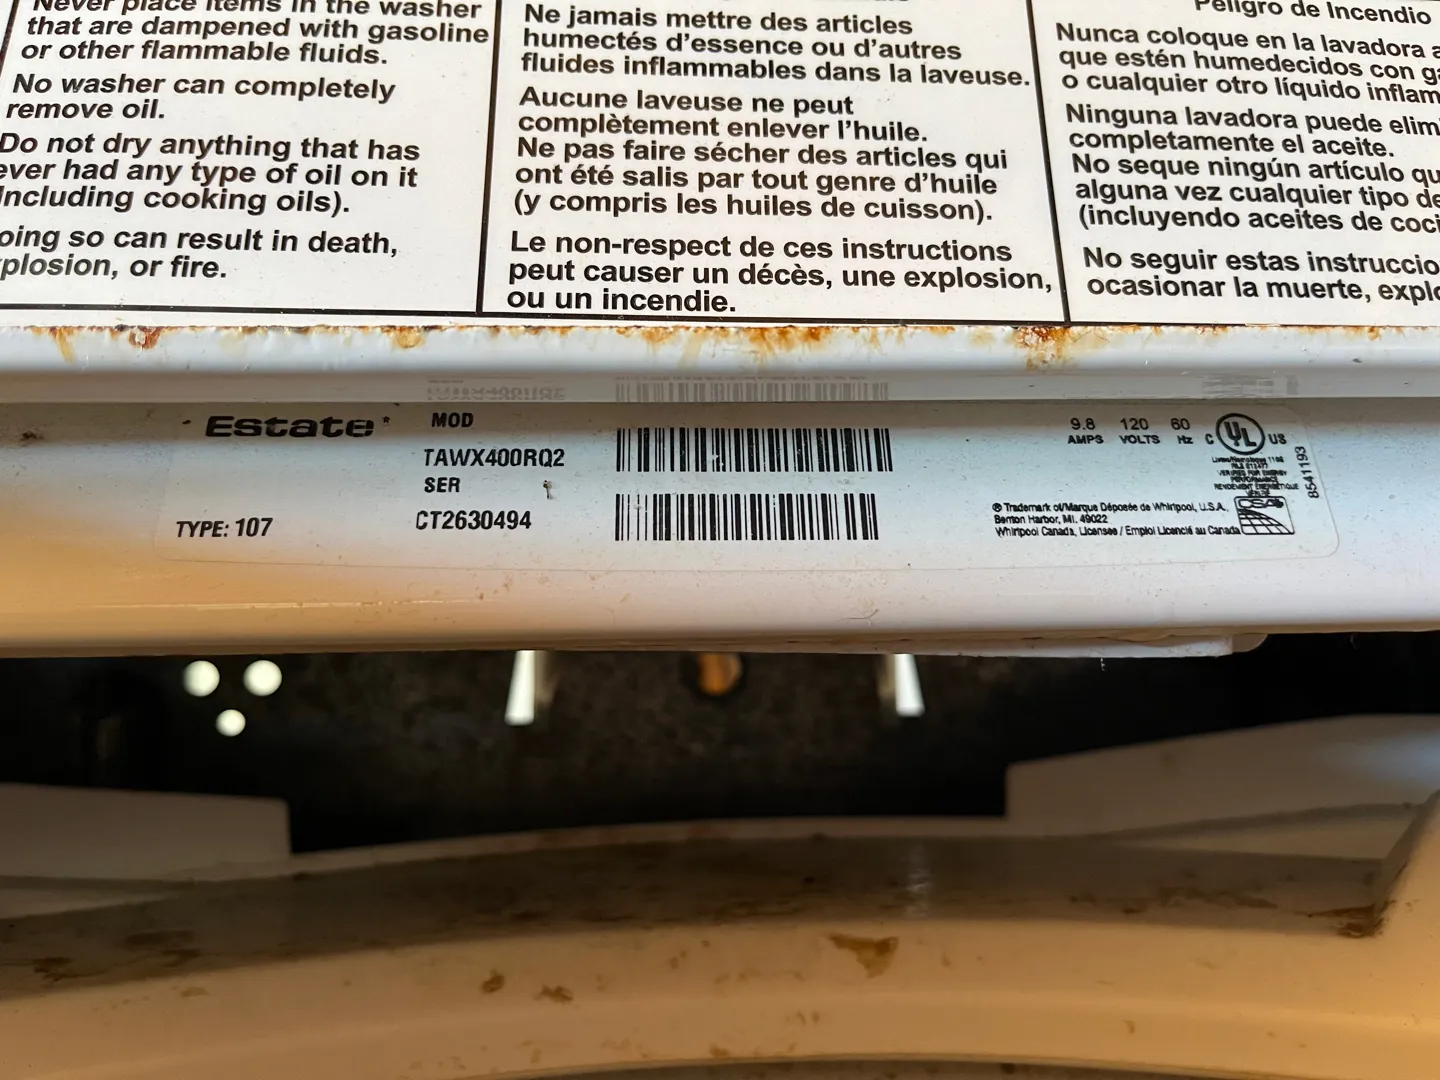 Never place items in the washer
that are dampened with gasoline
or other flammable fluids.
No washer can completely
remove oil.
Do not dry anything that has
ever had any type of oil on it
including cooking oils).
oing so can result in death,
plosion, or fire.
Ne jamais mettre des articles
humectés d'essence ou d'autres
fluides inflammables dans la laveuse.
Aucune laveuse ne peut
complètement enlever l'huile.
Ne pas faire sécher des articles qui
ont été salis par tout genre d'huile
(y compris les huiles de cuisson).
Le non-respect de ces instructions
peut causer un décès, une explosion,
ou un incendie.
Peligro de Incendio
Nunca coloque en la lavadora a
que estén humedecidos con ga
o cualquier otro líquido inflam
Ninguna lavadora puede elimi
completamente el aceite.
No seque ningún artículo qu
alguna vez cualquier tipo de
(incluyendo aceites de coci
No seguir estas instruccio
ocasionar la muerte, explo
Estate*
TYPE: 107
MOD
TAWX400RQ2
SER
CT2630494
9.8 120 60
AMPS VOLTS Hz
C UL US
8541193
® Trademark of/Marque Déposée de Whirlpool, U.S.A.,
Benton Harbor, MI. 49022
Whirlpool Canada, Licensee / Emploi Licencié au Canada